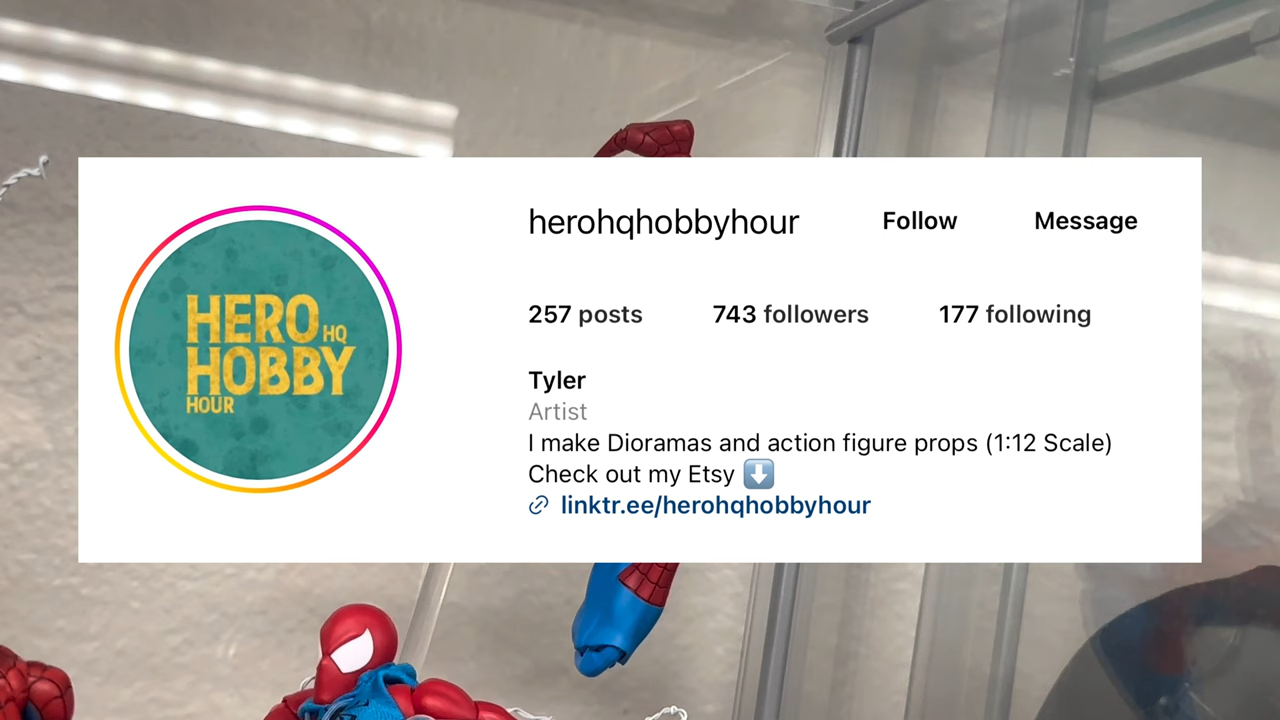 HERO HQ
HOBBY
HOUR
herohqhobbyhour Follow Message
257 posts 743 followers 177 following
Tyler
Artist
I make Dioramas and action figure props (1:12 Scale)
Check out my Etsy ⬇️
linktr.ee/herohqhobbyhour